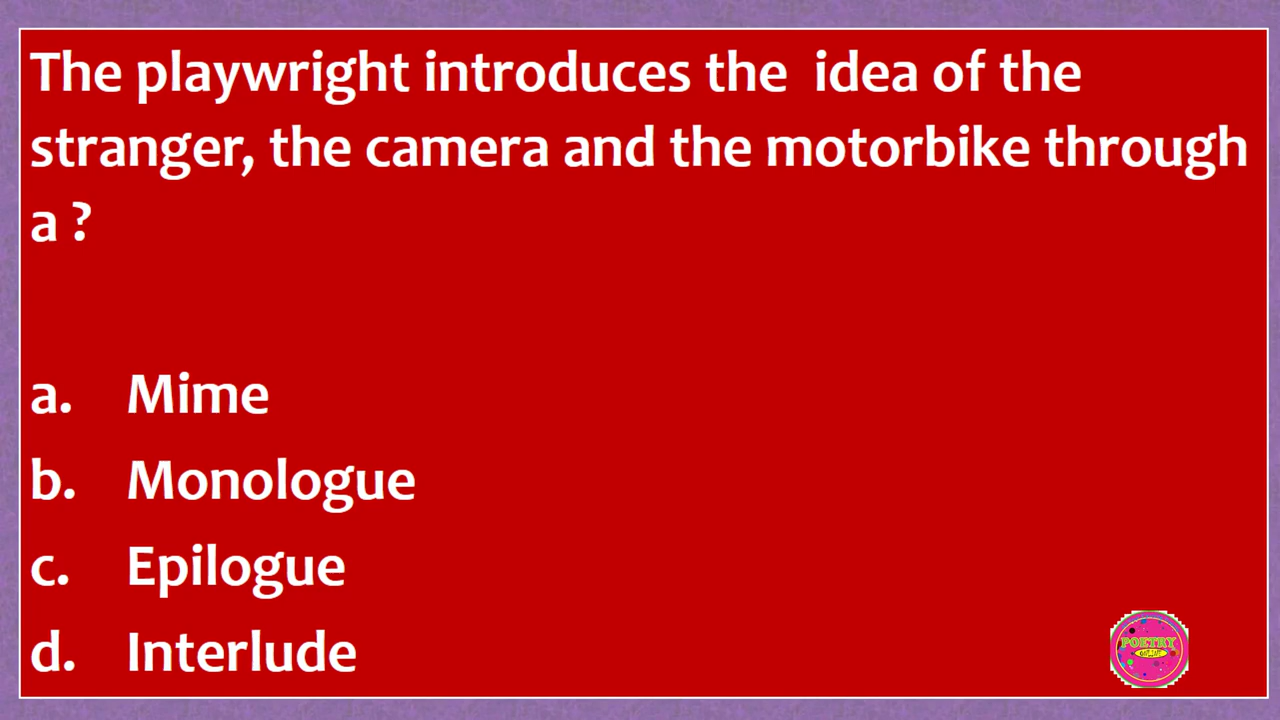 The playwright introduces the  idea of the
stranger, the camera and the motorbike through
a ?
a. Mime
b. Monologue
c. Epilogue
d. Interlude
POETRY